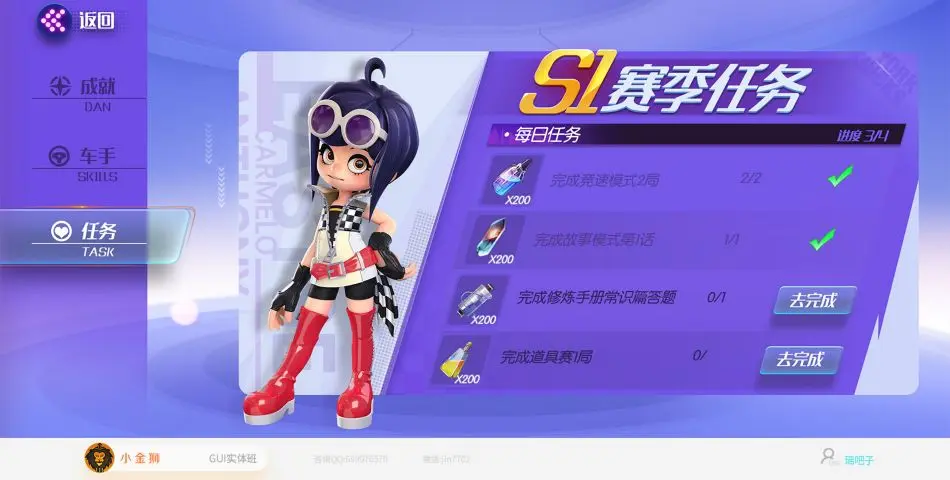 返回
成就
DAN
车手
SKILLS
任务
TASK
CARMELO
ANTHONY
S1赛季任务
·每日任务 进度 3/4
X200 完成竞速模式2局 2/2
X200 完成故事模式第1话 1/1
X200 完成修炼手册常识篇答题 0/1 去完成
X200 完成道具赛1局 0/ 去完成
小金狮 GUI实体班
瑞吧子